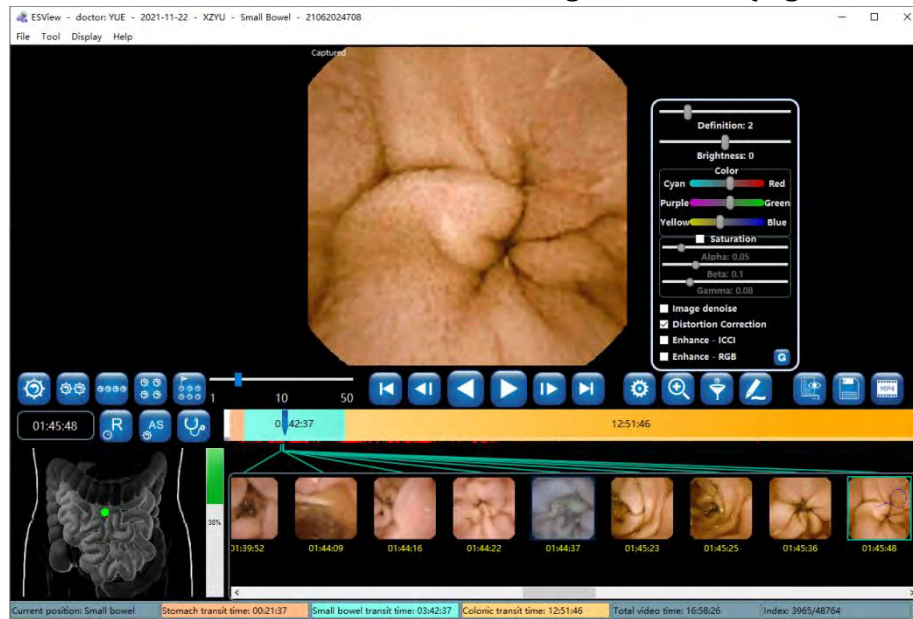 ESView - doctor: YUE - 2021-11-22 - XZYU - Small Bowel - 21062024708
File Tool Display Help
Captured
Definition: 2
Brightness: 0
Color
Cyan Red
Purple Green
Yellow Blue
Saturation
Alpha: 0.05
Beta: 0.1
Gamma: 0.08
Image denoise
Distortion Correction
Enhance - ICCI
Enhance - RGB
G
1 10 50
MP4
01:45:48
R
AS
42:37
12:51:46
38%
01:39:52 01:44:09 01:44:16 01:44:22 01:44:37 01:45:23 01:45:25 01:45:36 01:45:48
Current position: Small bowel Stomach transit time: 00:21:37 Small bowel transit time: 03:42:37 Colonic transit time: 12:51:46 Total video time: 16:58:26 Index: 3965/48764